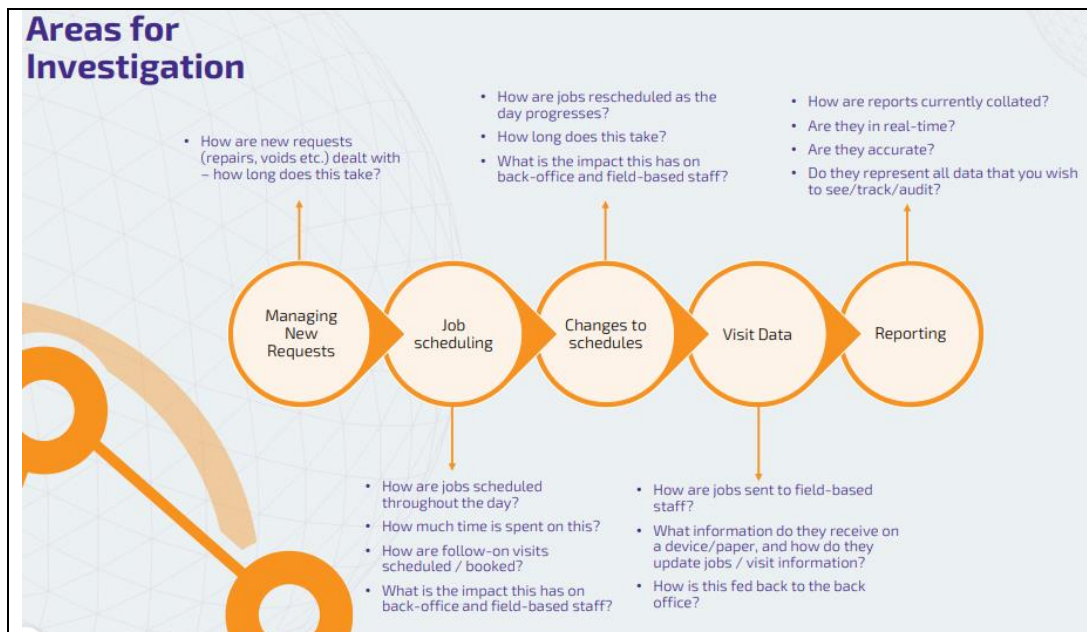 Areas for
Investigation
• How are new requests
(repairs, voids etc.) dealt with
– how long does this take?
• How are jobs rescheduled as the
day progresses?
• How long does this take?
• What is the impact this has on
back-office and field-based staff?
• How are reports currently collated?
• Are they in real-time?
• Are they accurate?
• Do they represent all data that you wish
to see/track/audit?
Managing
New
Requests
Job
scheduling
Changes to
schedules
Visit Data
Reporting
• How are jobs scheduled
throughout the day?
• How much time is spent on this?
• How are follow-on visits
scheduled / booked?
• What is the impact this has on
back-office and field-based staff?
• How are jobs sent to field-based
staff?
• What information do they receive on
a device/paper, and how do they
update jobs / visit information?
• How is this fed back to the back
office?